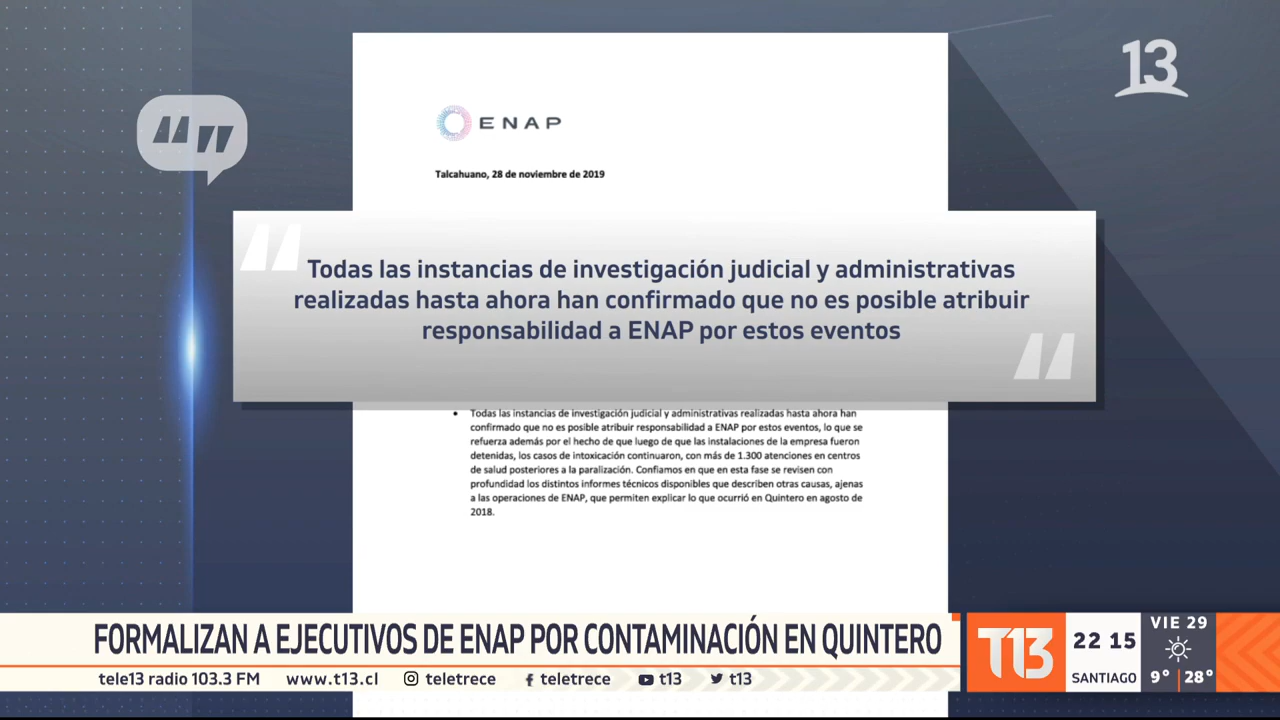 13
ENAP
Talcahuano, 28 de noviembre de 2019
Todas las instancias de investigación judicial y administrativas
realizadas hasta ahora han confirmado que no es posible atribuir
responsabilidad a ENAP por estos eventos
• Todas las instancias de investigación judicial y administrativas realizadas hasta ahora han
confirmado que no es posible atribuir responsabilidad a ENAP por estos eventos, lo que se
refuerza además por el hecho de que luego de que las instalaciones de la empresa fueron
detenidas, los casos de intoxicación continuaron, con más de 1.300 atenciones en centros
de salud posteriores a la paralización. Confiamos en que en esta fase se revisen con
profundidad los distintos informes técnicos disponibles que describen otras causas, ajenas
a las operaciones de ENAP, que permiten explicar lo que ocurrió en Quintero en agosto de
2018.
FORMALIZAN A EJECUTIVOS DE ENAP POR CONTAMINACIÓN EN QUINTERO
tele13 radio 103.3 FM www.t13.cl teletrece teletrece t13 t13
T13
22 15
SANTIAGO
VIE 29
9° 28°